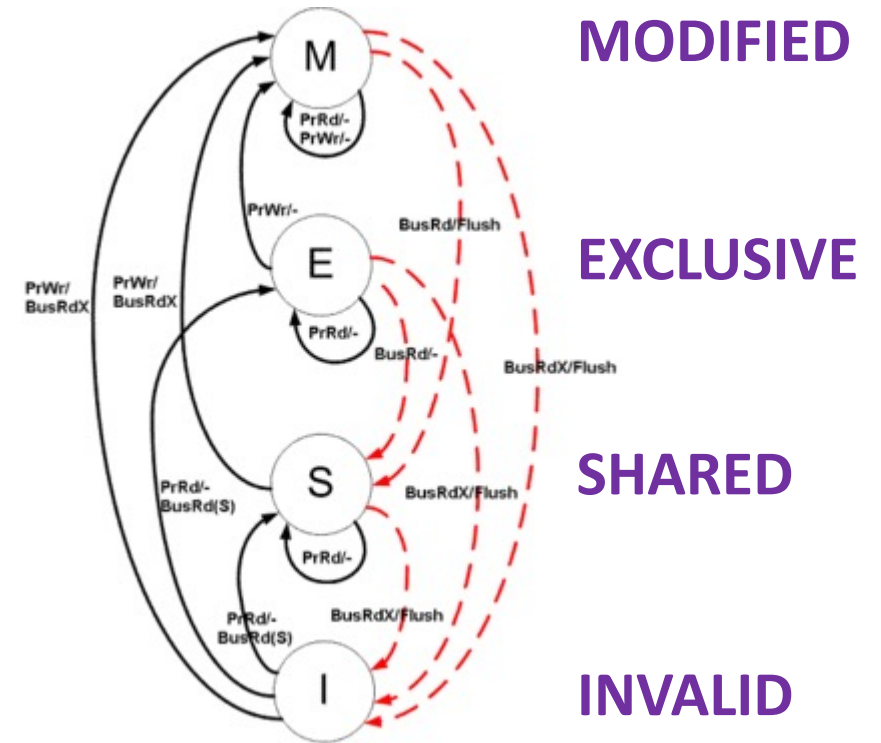 M
MODIFIED
PrRd/-
PrWr/-
PrWr/-
BusRd/Flush
E
EXCLUSIVE
PrWr/
BusRdX
PrWr/
BusRdX
PrRd/-
BusRd/-
BusRdX/Flush
S
SHARED
PrRd/-
BusRd(S)
BusRdX/Flush
PrRd/-
PrRd/-
BusRd(S)
BusRdX/Flush
I
INVALID